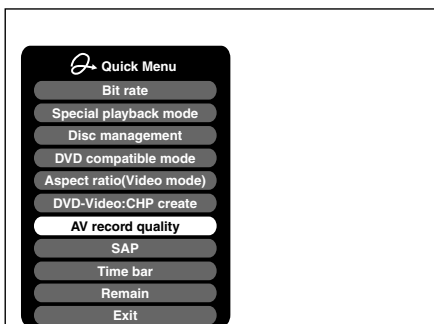 Quick Menu
Bit rate
Special playback mode
Disc management
DVD compatible mode
Aspect ratio(Video mode)
DVD-Video:CHP create
AV record quality
SAP
Time bar
Remain
Exit